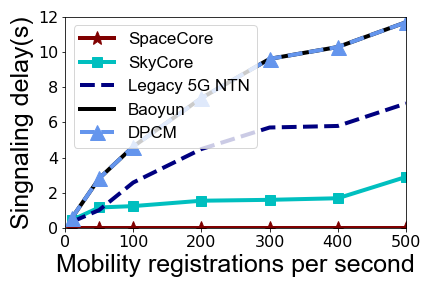 Singnaling delay(s)
12
10
8
6
4
2
0
SpaceCore
SkyCore
Legacy 5G NTN
Baoyun
DPCM
0 100 200 300 400 500
Mobility registrations per second